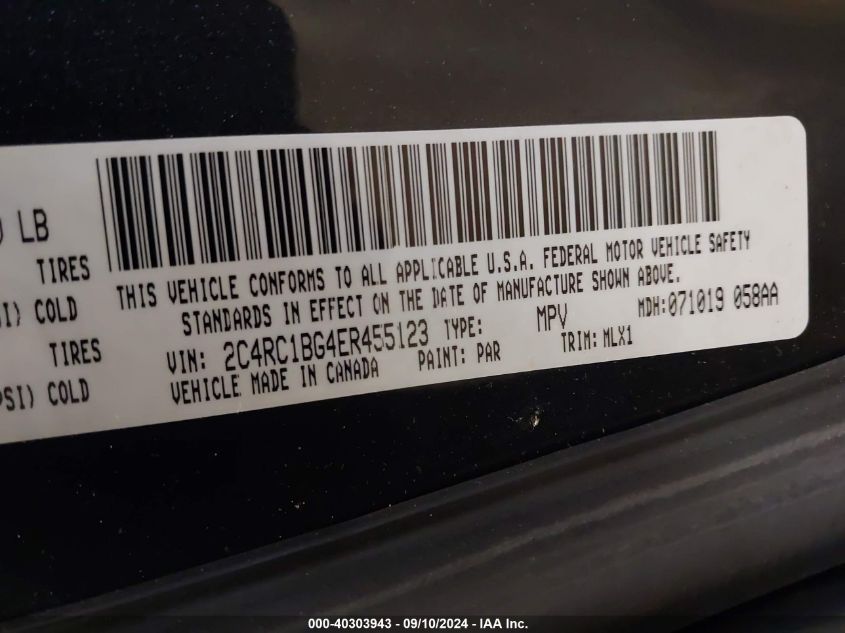 LB
TIRES
COLD
TIRES
PSI) COLD
THIS VEHICLE CONFORMS TO ALL APPLICABLE U.S.A. FEDERAL MOTOR VEHICLE SAFETY
STANDARDS IN EFFECT ON THE DATE OF MANUFACTURE SHOWN ABOVE.
VIN: 2C4RC1BG4ER455123 TYPE: MPV MDH:071019 058AA
VEHICLE MADE IN CANADA PAINT: PAR TRIM: MLX1
000-40303943 - 09/10/2024 - IAA Inc.